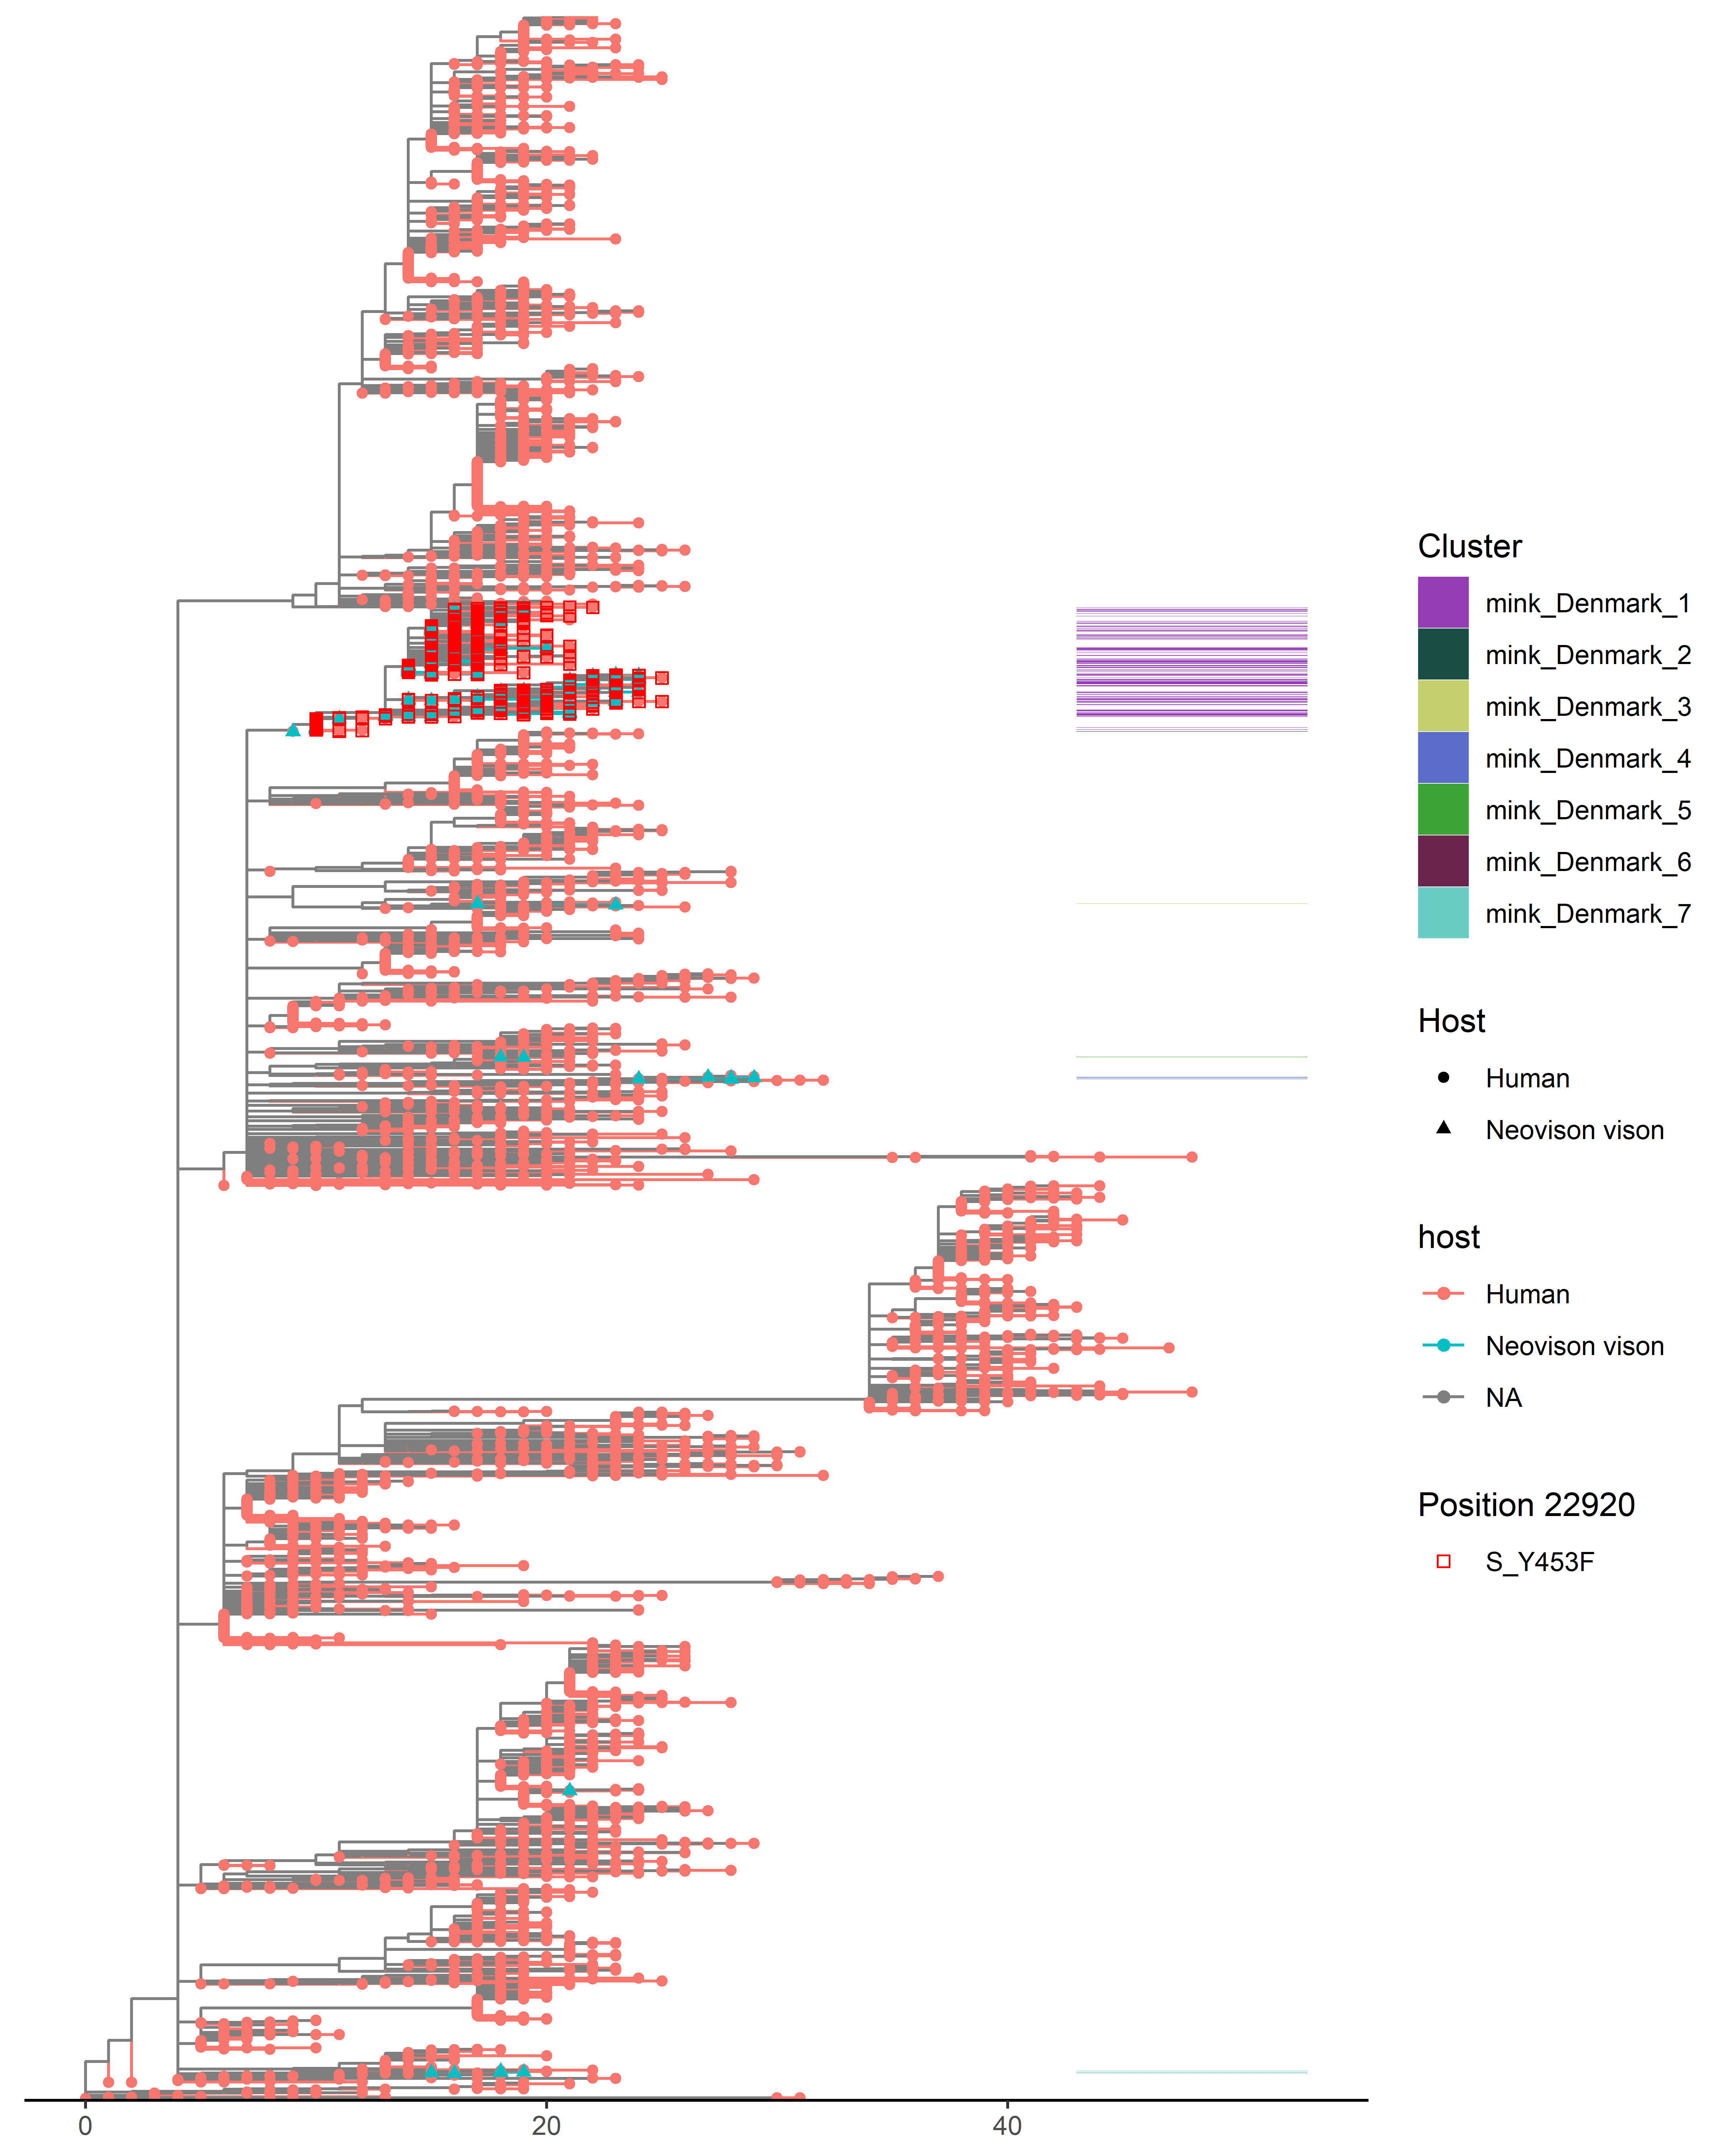 Cluster
mink_Denmark_1
mink_Denmark_2
mink_Denmark_3
mink_Denmark_4
mink_Denmark_5
mink_Denmark_6
mink_Denmark_7
Host
Human
Neovison vison
host
Human
Neovison vison
NA
Position 22920
S_Y453F
0 20 40